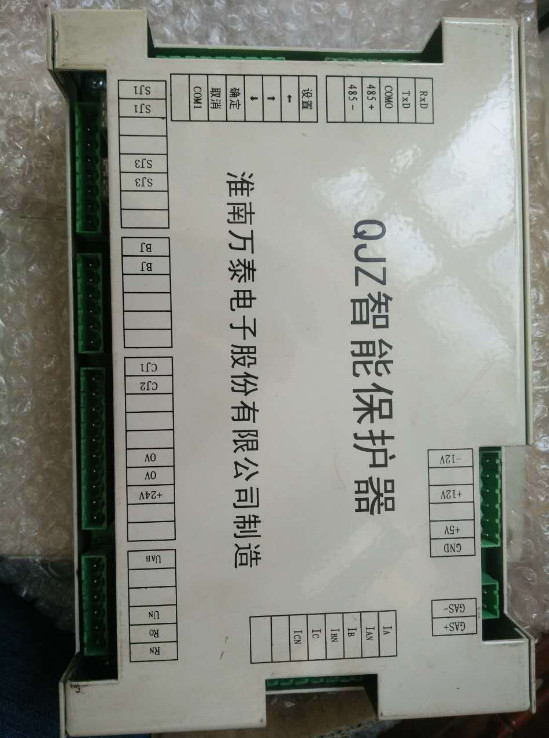 QJZ智能保护器
淮南万泰电子股份有限公司制造
RxD
TxD
COMO
485+
485-
设置
←
↑
↓
确定
取消
COM1
SJ1
SJ1
SJ3
SJ3
BJ
BJ
CJ1
CJ2
0V
0V
+24V
UAB
UN
RO
RN
-12V
+12V
+5V
GND
GAS-
GAS+
IA
IAN
IB
IBN
IC
ICN